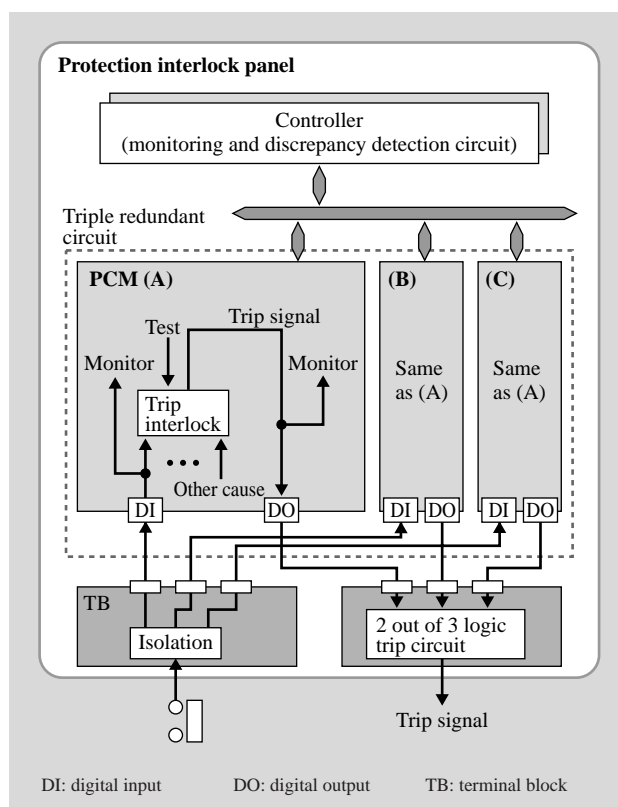 Protection interlock panel
Controller
(monitoring and discrepancy detection circuit)
Triple redundant
circuit
PCM (A)
(B)
(C)
Test
Trip signal
Monitor
Monitor
Trip
interlock
Same
as (A)
Same
as (A)
Other cause
DI
DO
DI
DO
DI
DO
TB
Isolation
2 out of 3 logic
trip circuit
Trip signal
DI: digital input
DO: digital output
TB: terminal block